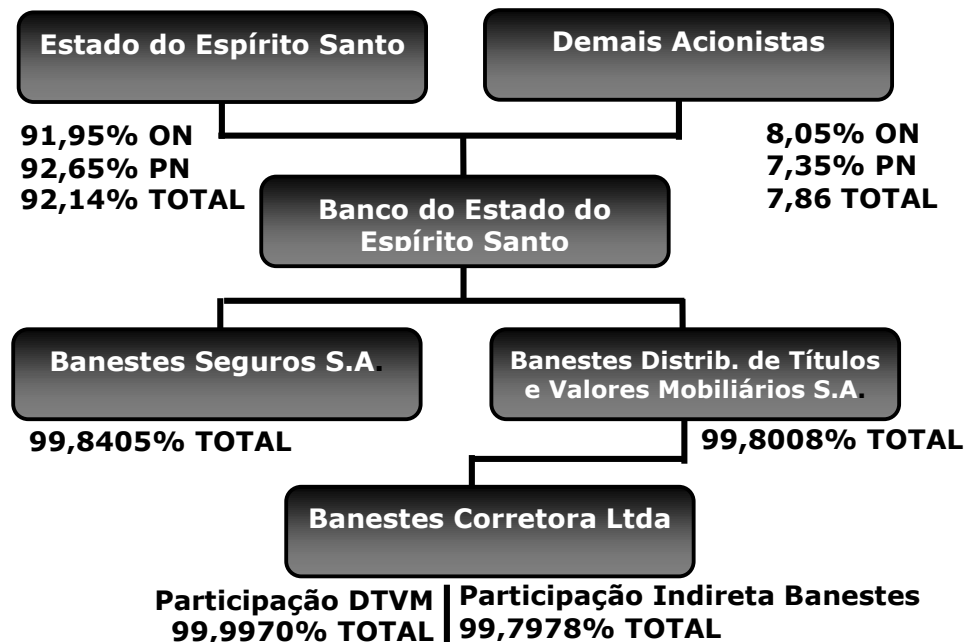 Estado do Espírito Santo
Demais Acionistas
91,95% ON
92,65% PN
92,14% TOTAL
8,05% ON
7,35% PN
7,86 TOTAL
Banco do Estado do
Espírito Santo
Banestes Seguros S.A.
Banestes Distrib. de Títulos
e Valores Mobiliários S.A.
99,8405% TOTAL
99,8008% TOTAL
Banestes Corretora Ltda
Participação DTVM
99,9970% TOTAL
Participação Indireta Banestes
99,7978% TOTAL